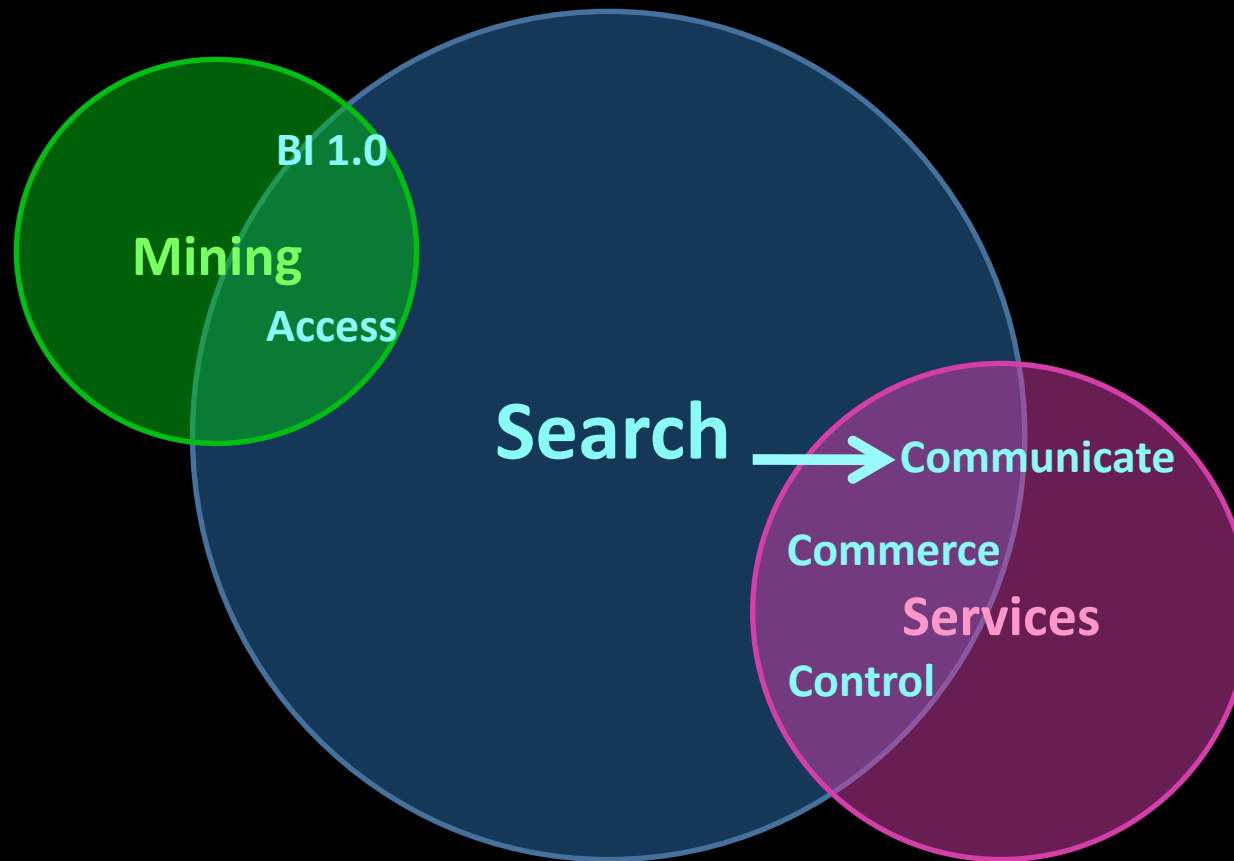 BI 1.0
Mining
Access
Search
Communicate
Commerce
Services
Control